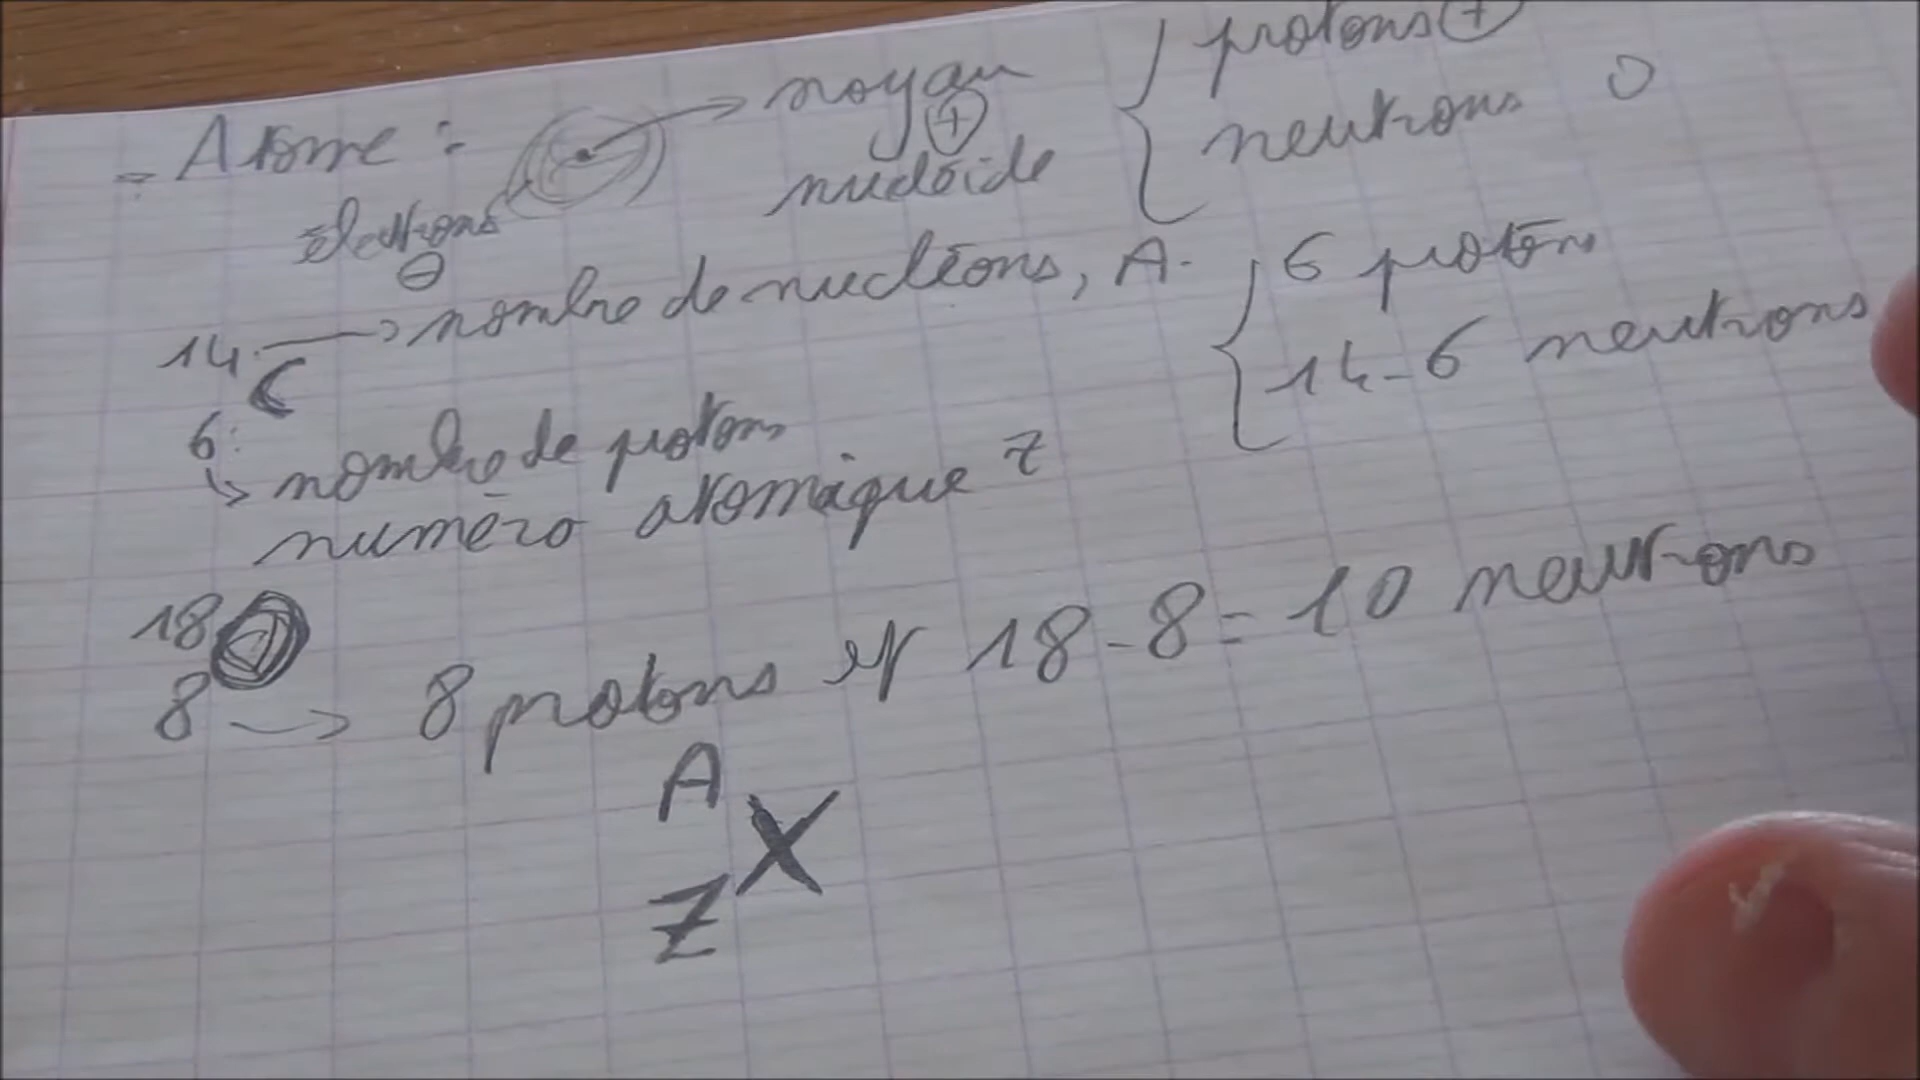 - Atome : noyau { protons +
électrons ⊖ + nucléide neutrons 0
14 → nombre de nucléons, A. { 6 protons
C 14-6 neutrons
6 → nombre de protons
numéro atomique Z
18 O
8 → 8 protons et 18-8=10 neutrons
A
X
Z